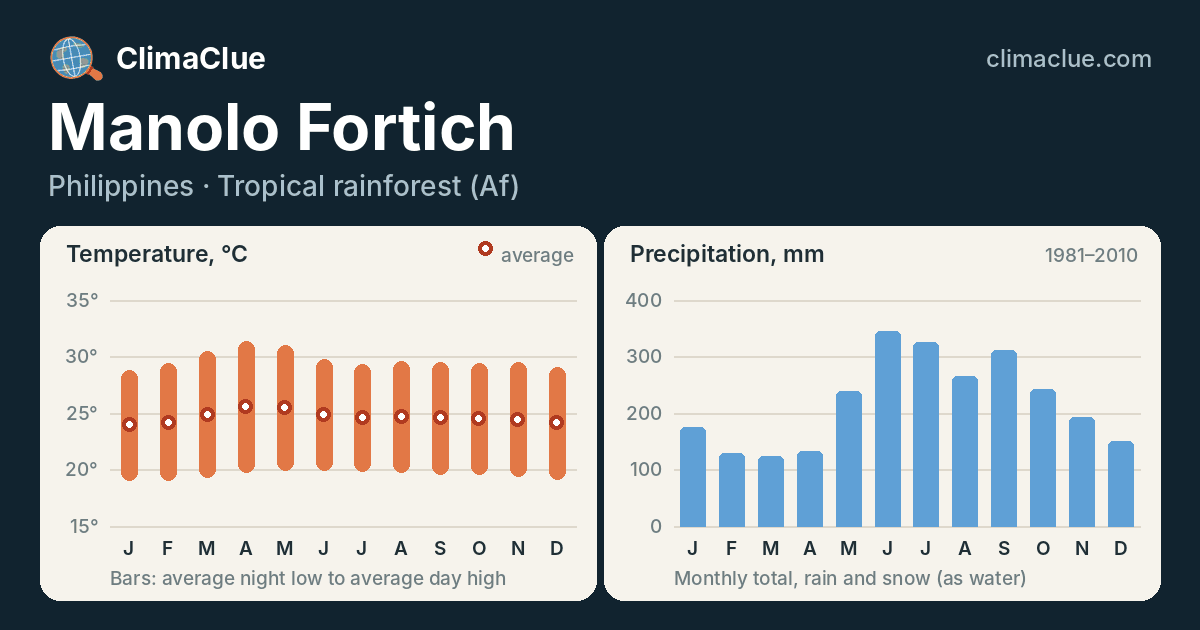 ClimaClue
climaclue.com
Manolo Fortich
Philippines · Tropical rainforest (Af)
Temperature, °C
average
35°
30°
25°
20°
15°
J F M A M J J A S O N D
Bars: average night low to average day high
Precipitation, mm
1981–2010
400
300
200
100
0
J F M A M J J A S O N D
Monthly total, rain and snow (as water)